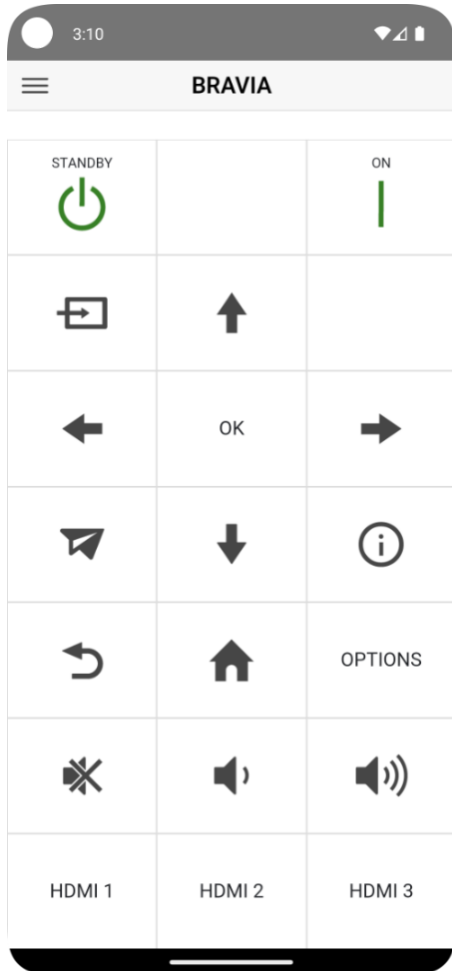 3:10
BRAVIA
STANDBY
ON
OK
OPTIONS
HDMI 1
HDMI 2
HDMI 3